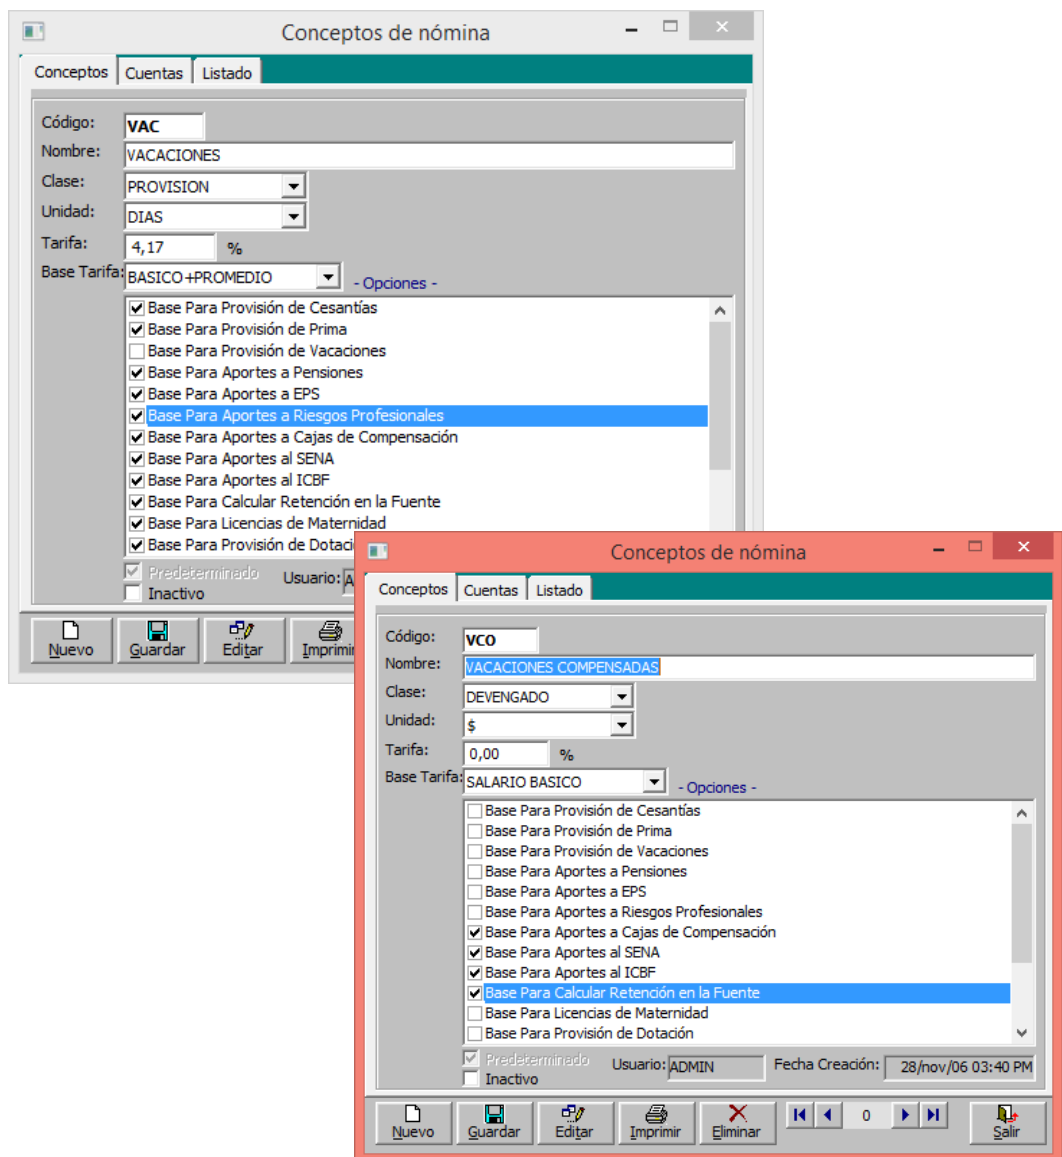 Conceptos de nómina
Conceptos Cuentas Listado
Código: VAC
Nombre: VACACIONES
Clase: PROVISION
Unidad: DIAS
Tarifa: 4,17 %
Base Tarifa: BASICO+PROMEDIO - Opciones -
Base Para Provisión de Cesantías
Base Para Provisión de Prima
Base Para Provisión de Vacaciones
Base Para Aportes a Pensiones
Base Para Aportes a EPS
Base Para Aportes a Riesgos Profesionales
Base Para Aportes a Cajas de Compensación
Base Para Aportes al SENA
Base Para Aportes al ICBF
Base Para Calcular Retención en la Fuente
Base Para Licencias de Maternidad
Base Para Provisión de Dotaci
Predeterminado Usuario: A
Inactivo
Nuevo Guardar Editar Imprimi
Conceptos de nómina
Conceptos Cuentas Listado
Código: VCO
Nombre: VACACIONES COMPENSADAS
Clase: DEVENGADO
Unidad: $
Tarifa: 0,00 %
Base Tarifa: SALARIO BASICO - Opciones -
Base Para Provisión de Cesantías
Base Para Provisión de Prima
Base Para Provisión de Vacaciones
Base Para Aportes a Pensiones
Base Para Aportes a EPS
Base Para Aportes a Riesgos Profesionales
Base Para Aportes a Cajas de Compensación
Base Para Aportes al SENA
Base Para Aportes al ICBF
Base Para Calcular Retención en la Fuente
Base Para Licencias de Maternidad
Base Para Provisión de Dotación
Predeterminado Usuario: ADMIN Fecha Creación: 28/nov/06 03:40 PM
Inactivo
Nuevo Guardar Editar Imprimir Eliminar 0 Salir